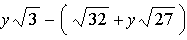 y√3 − (√32 + y√27)